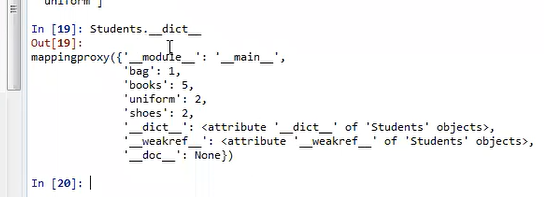 uniform ]
In [19]: Students.__dict__
Out[19]:
mappingproxy({'__module__': '__main__',
'bag': 1,
'books': 5,
'uniform': 2,
'shoes': 2,
'__dict__': <attribute '__dict__' of 'Students' objects>,
'__weakref__': <attribute '__weakref__' of 'Students' objects>,
'__doc__': None})
In [20]: